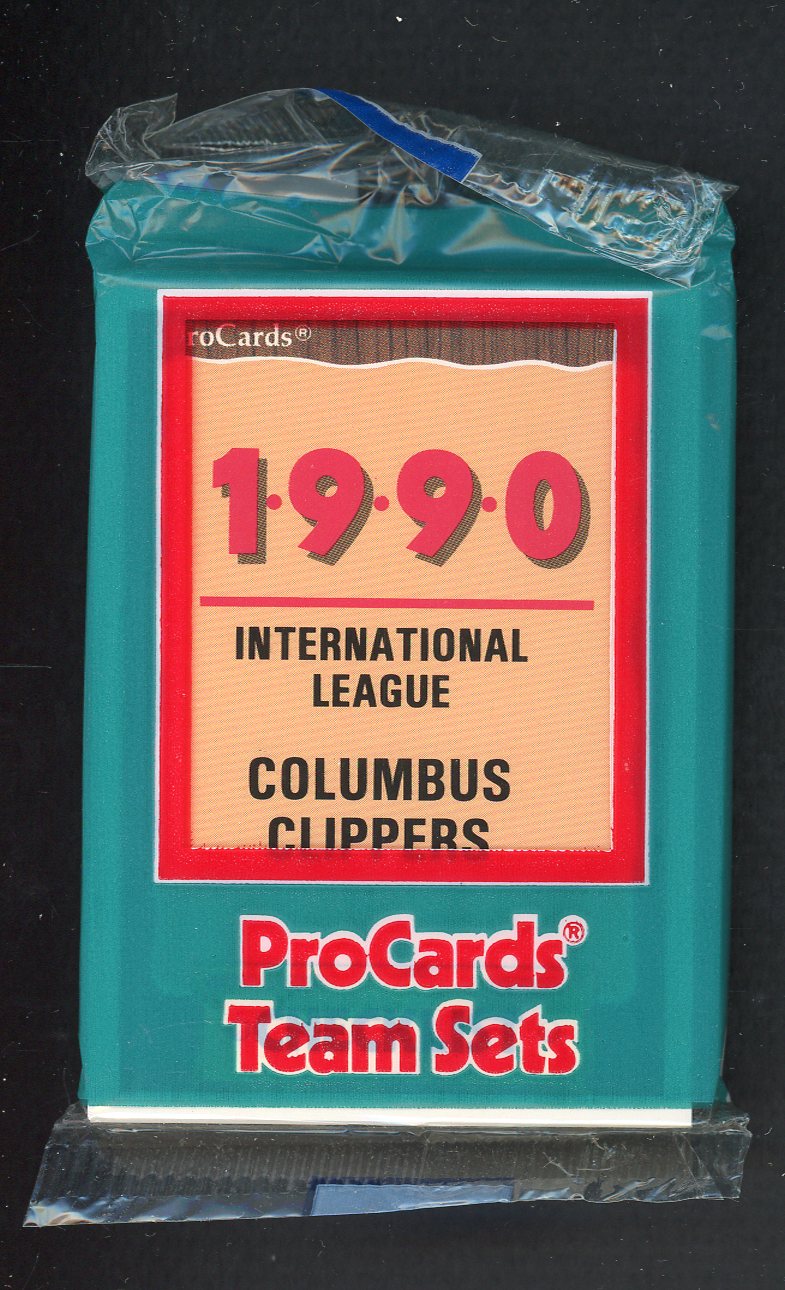 roCards®
1·9·9·0
INTERNATIONAL
LEAGUE
COLUMBUS
CLIPPERS
ProCards®
Team Sets